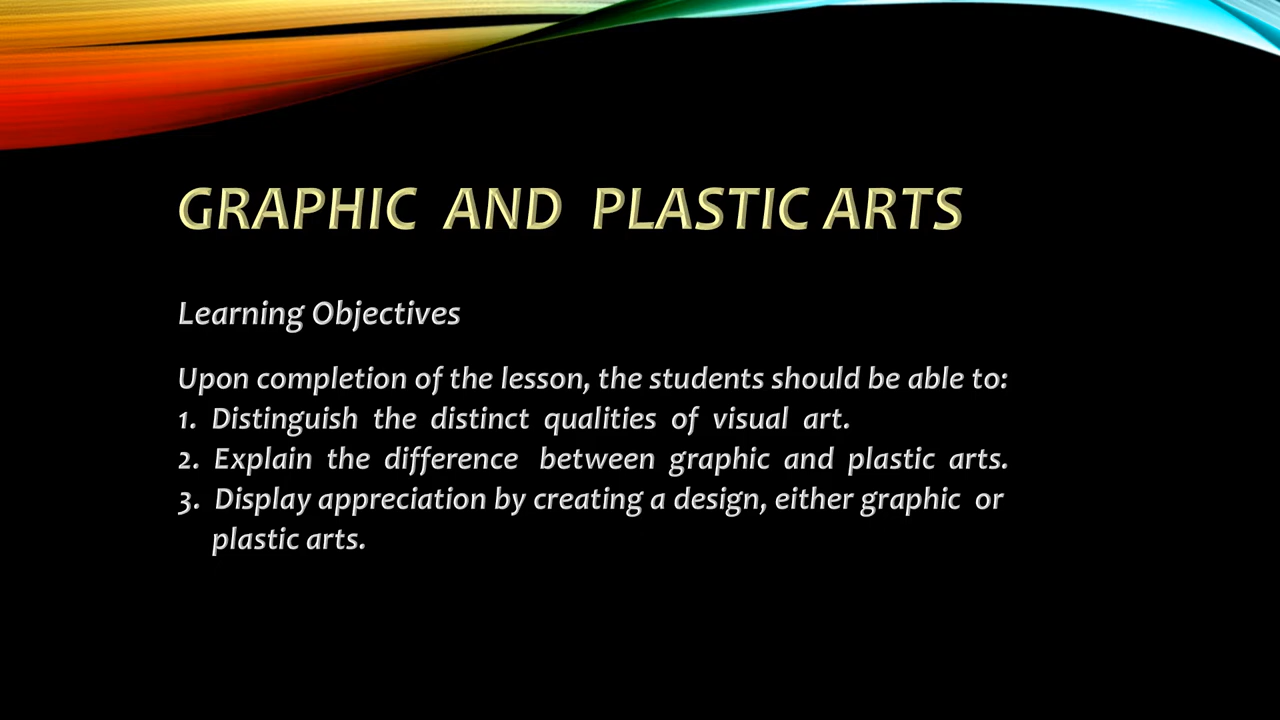 GRAPHIC AND PLASTIC ARTS
Learning Objectives
Upon completion of the lesson, the students should be able to:
1. Distinguish the distinct qualities of visual art.
2. Explain the difference between graphic and plastic arts.
3. Display appreciation by creating a design, either graphic or
plastic arts.